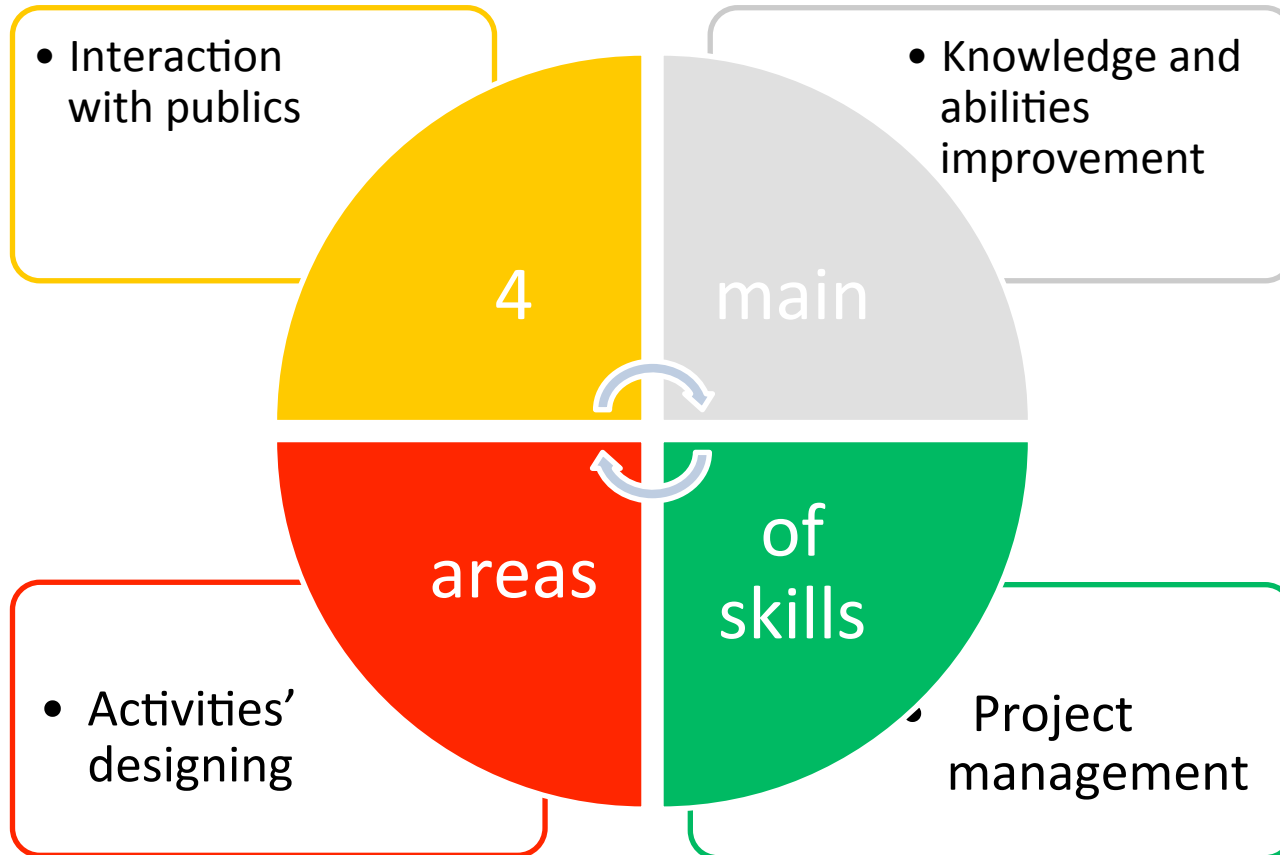 • Interaction
with publics
• Knowledge and
abilities
improvement
4
main
areas
of
skills
• Activities’
designing
• Project
management